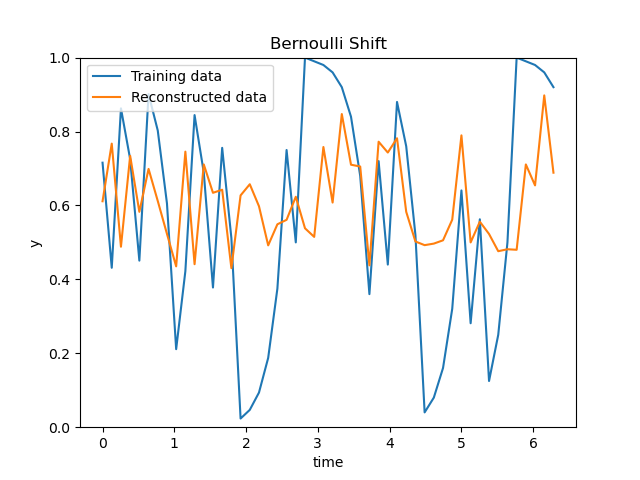 Bernoulli Shift
Training data
Reconstructed data
1.0
0.8
0.6
0.4
0.2
0.0
y
0 1 2 3 4 5 6
time